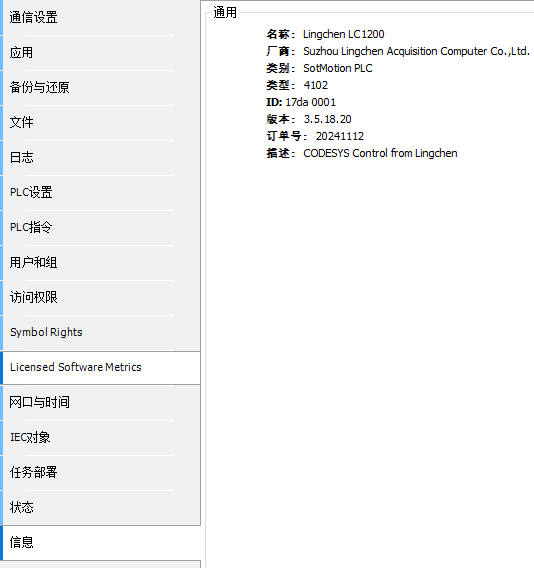 通信设置
应用
备份与还原
文件
日志
PLC设置
PLC指令
用户和组
访问权限
Symbol Rights
Licensed Software Metrics
网口与时间
IEC对象
任务部署
状态
信息
通用
名称： Lingchen LC1200
厂商： Suzhou Lingchen Acquisition Computer Co.,Ltd.
类别： SotMotion PLC
类型： 4102
ID: 17da 0001
版本： 3.5.18.20
订单号： 20241112
描述： CODESYS Control from Lingchen